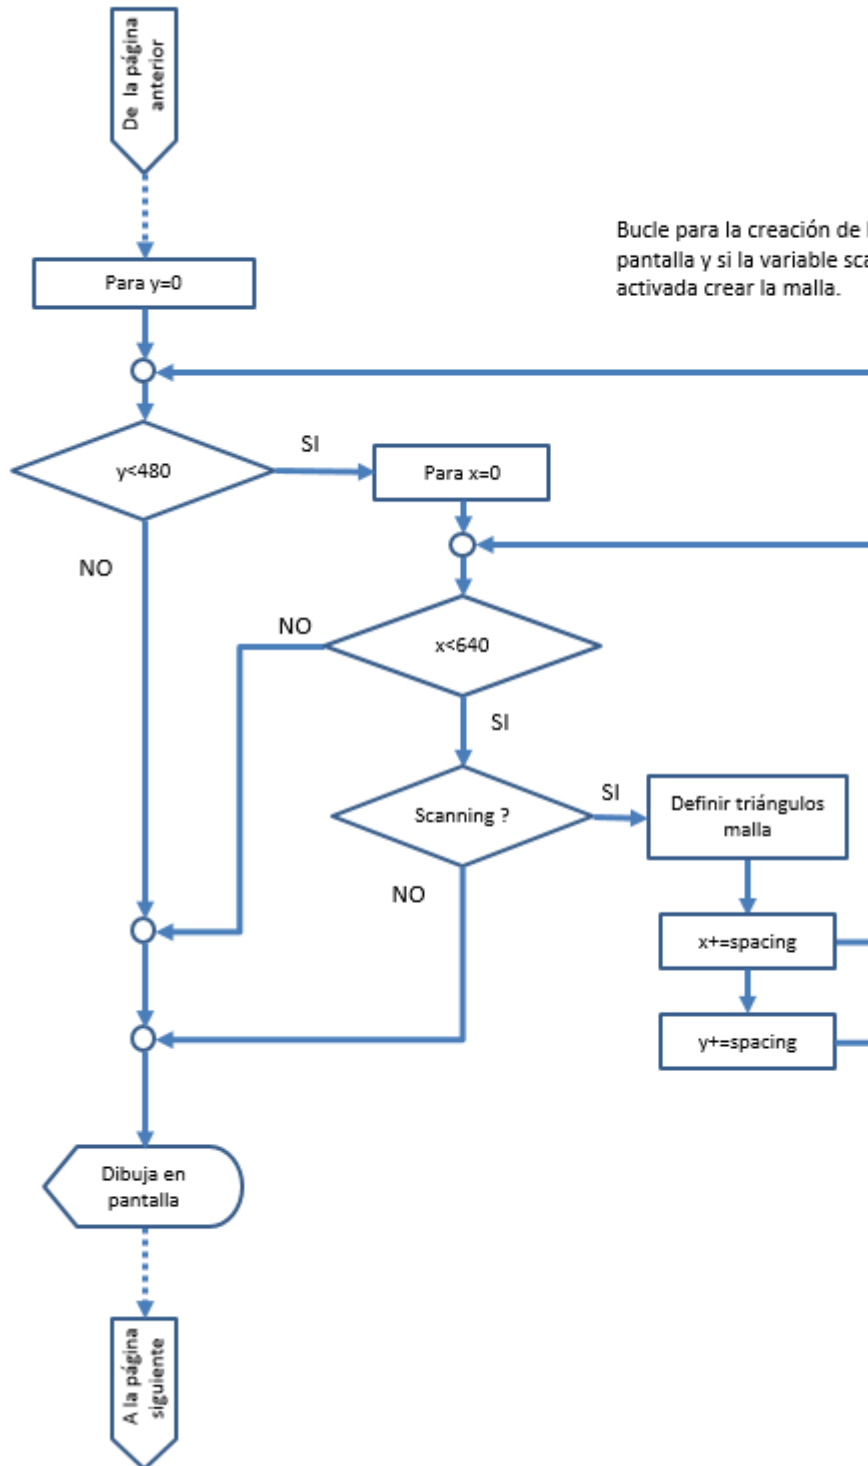 De la página
anterior
Bucle para la creación de
pantalla y si la variable
activada crear la malla.
Para y=0
SI
y<480
Para x=0
NO
NO
x<640
SI
SI
Scanning ?
Definir triángulos
malla
NO
x+=spacing
y+=spacing
Dibuja en
pantalla
A la página
siguiente